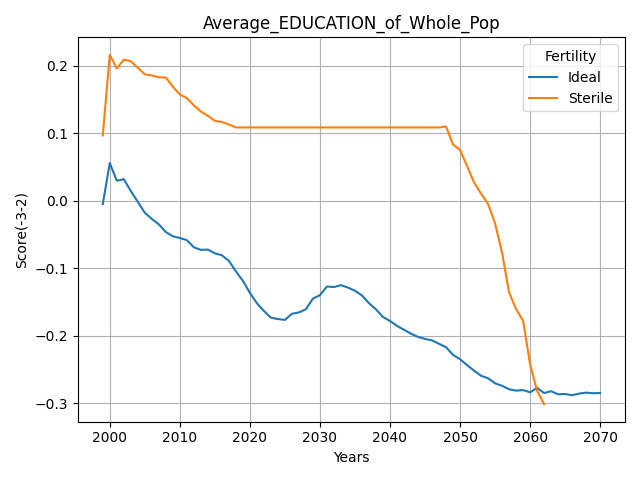 Average_EDUCATION_of_Whole_Pop
Fertility
Ideal
Sterile
Score(-3-2)
0.2
0.1
0.0
−0.1
−0.2
−0.3
2000 2010 2020 2030 2040 2050 2060 2070
Years